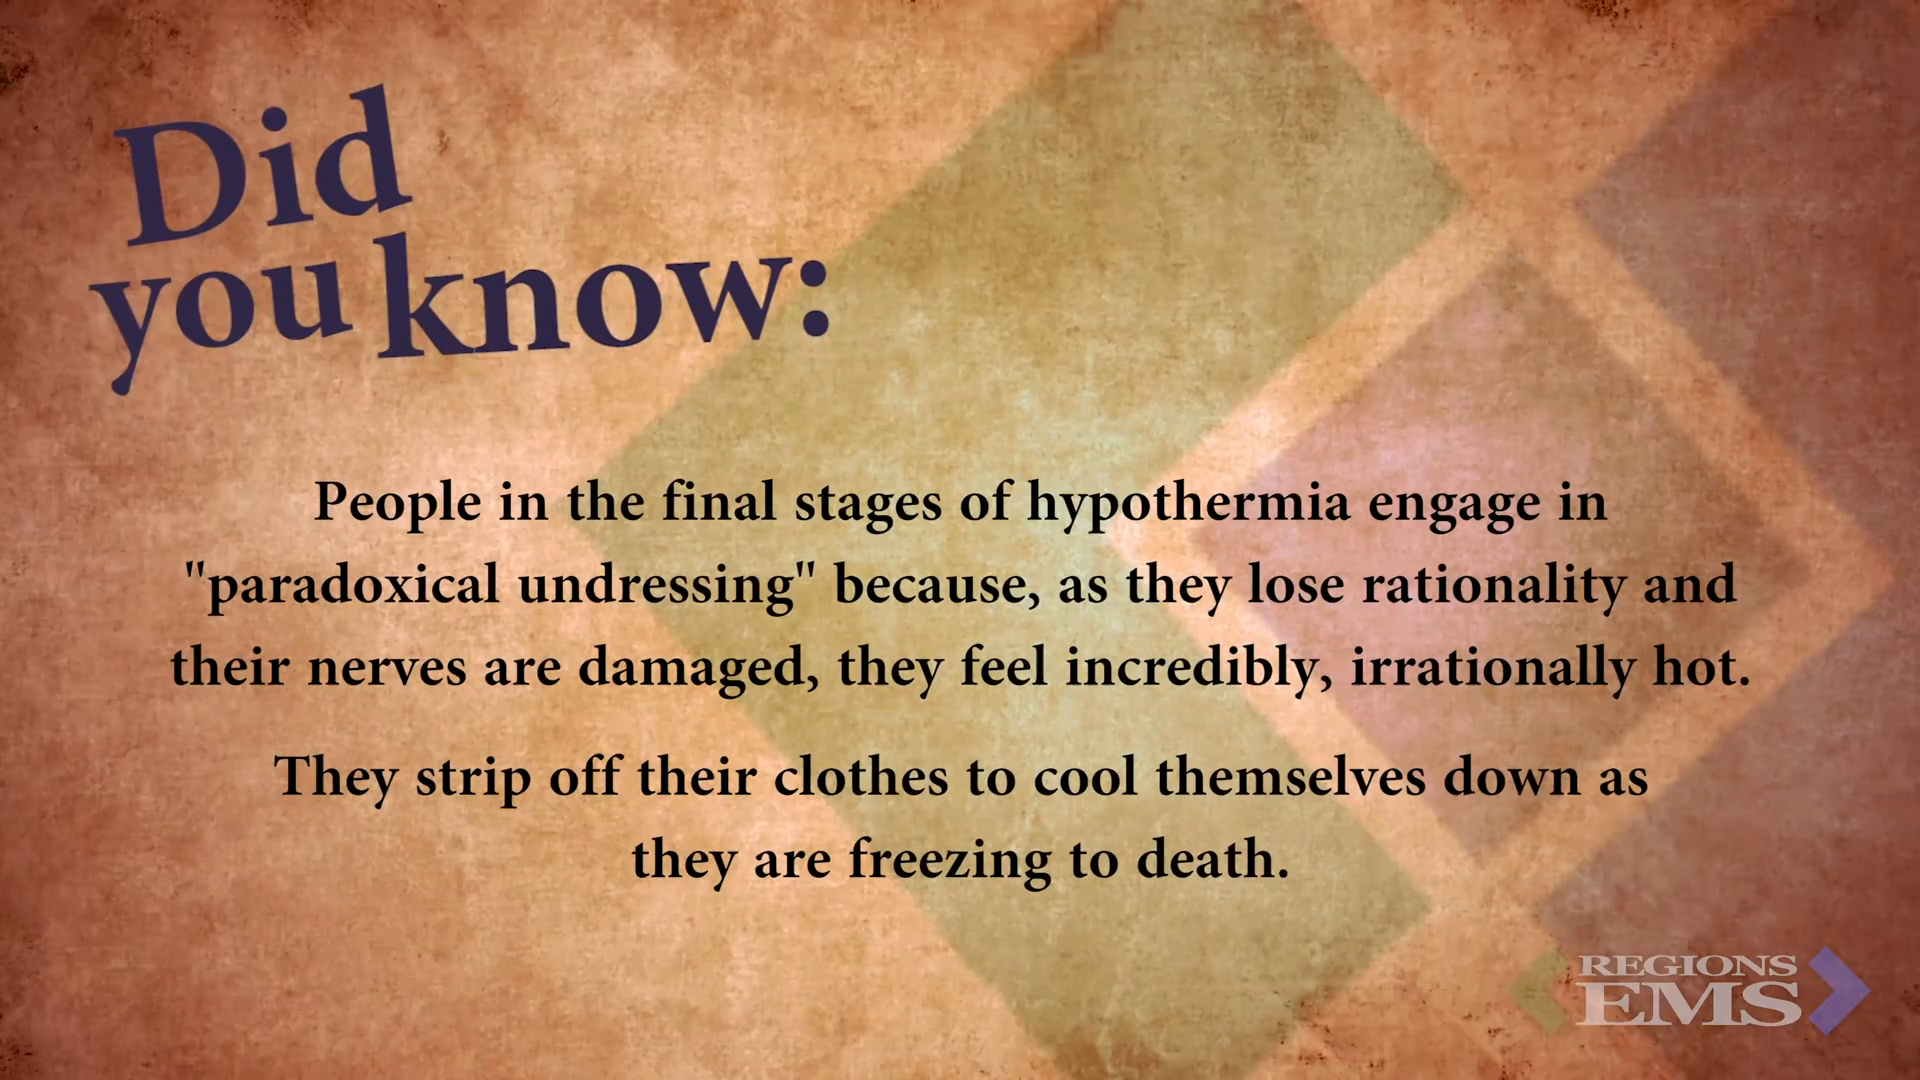 Did
you know:
People in the final stages of hypothermia engage in
"paradoxical undressing" because, as they lose rationality and
their nerves are damaged, they feel incredibly, irrationally hot.
They strip off their clothes to cool themselves down as
they are freezing to death.
REGIONS
EMS